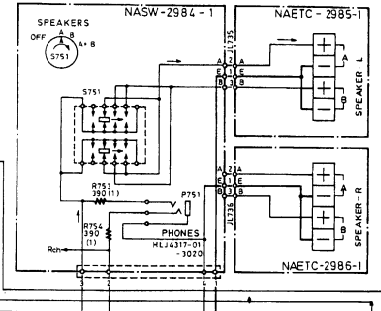 NASW-2984-1
NAETC-2985-1
SPEAKERS
OFF A B A+B
S751
S751
JL735
A 2 A
E 1 E
B 3 B
+
-
+
-
A
B
SPEAKER L
R753
390 (1)
P751
R754
390
(1)
PHONES
HLJ4317-01
-3020
Rch
A 2 A
E 1 E
B 3 B
JL736
+
-
+
-
A
B
SPEAKER-R
NAETC-2986-1
3 2 4 1